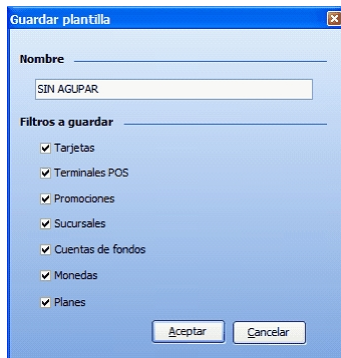 Guardar plantilla
Nombre
SIN AGUPAR
Filtros a guardar
Tarjetas
Terminales POS
Promociones
Sucursales
Cuentas de fondos
Monedas
Planes
Aceptar Cancelar